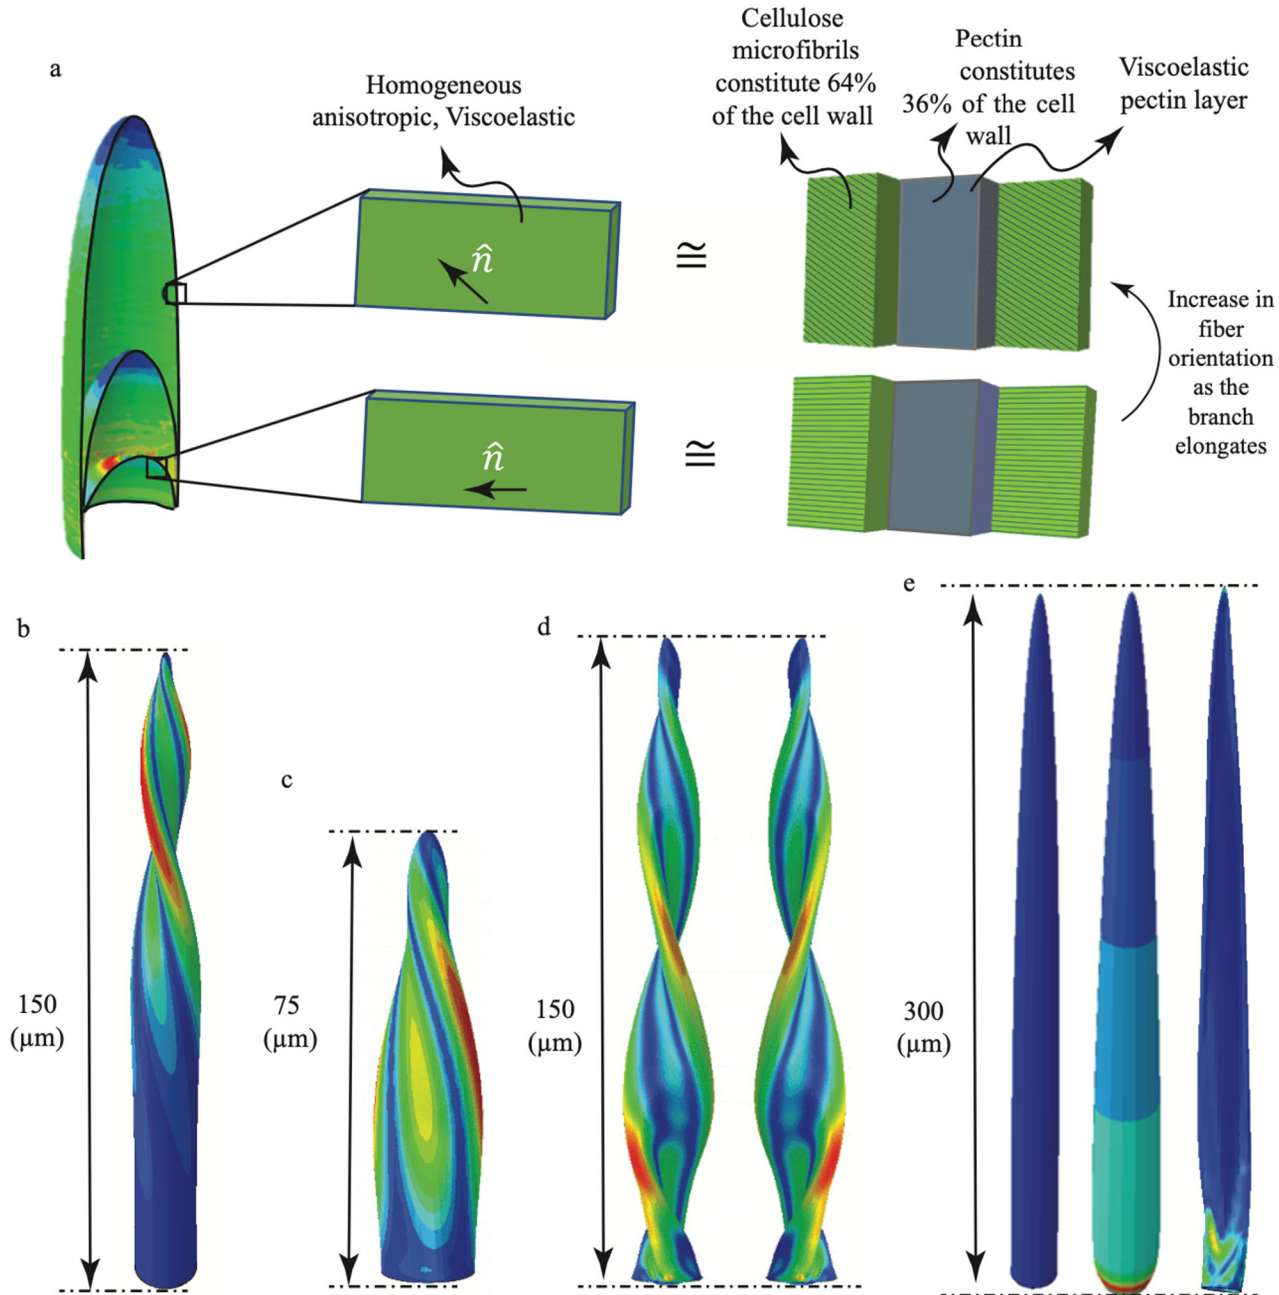 a
Homogeneous
anisotropic, Viscoelastic
Cellulose
microfibrils
constitute 64%
of the cell wall
Pectin
constitutes
36% of the cell
wall
Viscoelastic
pectin layer
n̂
≅
Increase in
fiber
orientation
as the
branch
elongates
n̂
≅
b
150
(μm)
c
75
(μm)
d
150
(μm)
e
300
(μm)